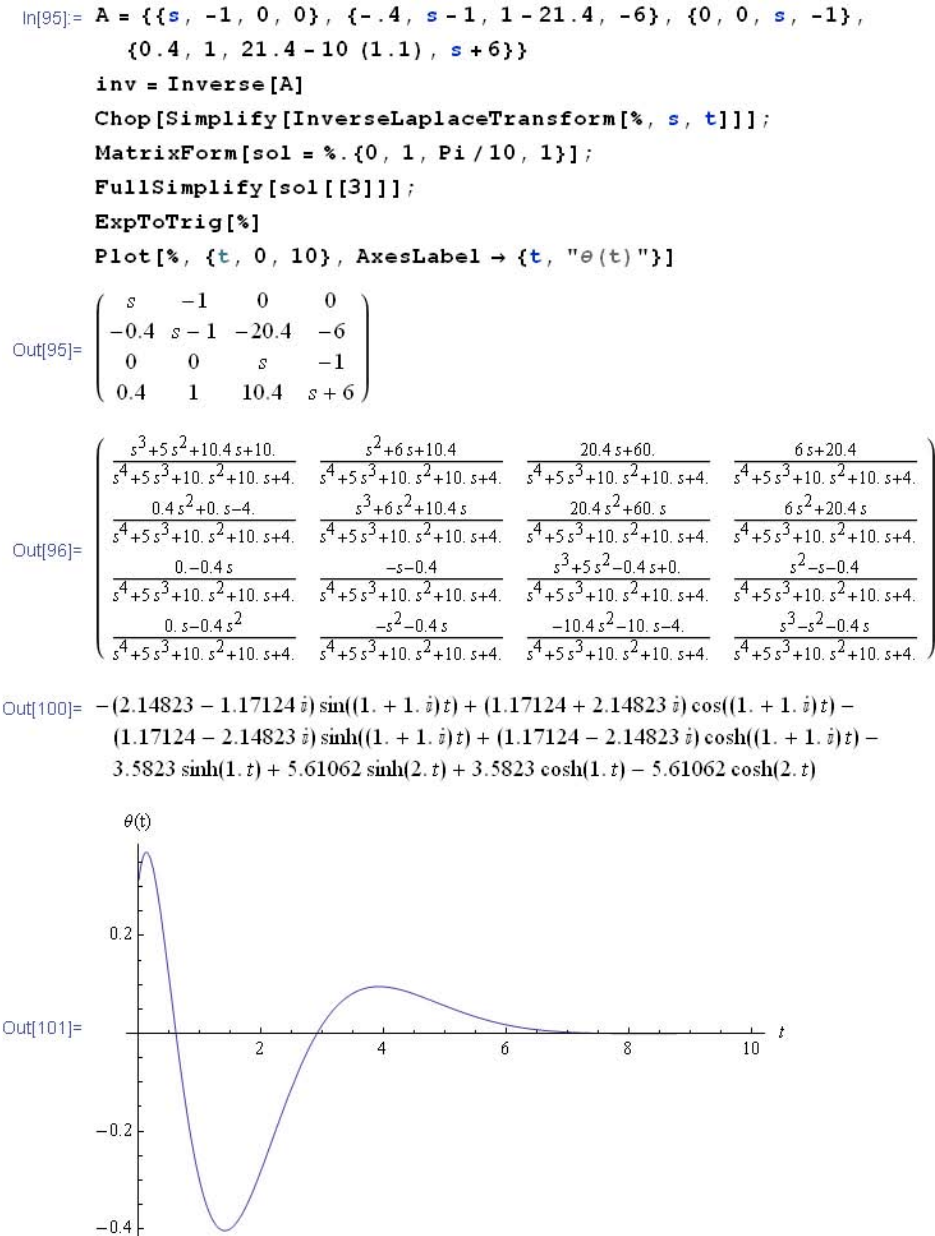 In[95]:= A = {{s, -1, 0, 0}, {-.4, s - 1, 1 - 21.4, -6}, {0, 0, s, -1},
{0.4, 1, 21.4 - 10 (1.1), s + 6}}
inv = Inverse[A]
Chop[Simplify[InverseLaplaceTransform[%, s, t]]];
MatrixForm[sol = %.{0, 1, Pi / 10, 1}];
FullSimplify[sol[[3]]];
ExpToTrig[%]
Plot[%, {t, 0, 10}, AxesLabel → {t, "θ(t)"}]
Out[95]=
s -1 0 0
-0.4 s - 1 -20.4 -6
0 0 s -1
0.4 1 10.4 s + 6
Out[96]=
s^3+5 s^2+10.4 s+10. s^2+6 s+10.4 20.4 s+60. 6 s+20.4
s^4+5 s^3+10. s^2+10. s+4. s^4+5 s^3+10. s^2+10. s+4. s^4+5 s^3+10. s^2+10. s+4. s^4+5 s^3+10. s^2+10. s+4.
0.4 s^2+0. s-4. s^3+6 s^2+10.4 s 20.4 s^2+60. s 6 s^2+20.4 s
s^4+5 s^3+10. s^2+10. s+4. s^4+5 s^3+10. s^2+10. s+4. s^4+5 s^3+10. s^2+10. s+4. s^4+5 s^3+10. s^2+10. s+4.
0.-0.4 s -s-0.4 s^3+5 s^2-0.4 s+0. s^2-s-0.4
s^4+5 s^3+10. s^2+10. s+4. s^4+5 s^3+10. s^2+10. s+4. s^4+5 s^3+10. s^2+10. s+4. s^4+5 s^3+10. s^2+10. s+4.
0. s-0.4 s^2 -s^2-0.4 s -10.4 s^2-10. s-4. s^3-s^2-0.4 s
s^4+5 s^3+10. s^2+10. s+4. s^4+5 s^3+10. s^2+10. s+4. s^4+5 s^3+10. s^2+10. s+4. s^4+5 s^3+10. s^2+10. s+4.
Out[100]= -(2.14823 - 1.17124 i) sin((1. + 1. i) t) + (1.17124 + 2.14823 i) cos((1. + 1. i) t) -
(1.17124 - 2.14823 i) sinh((1. + 1. i) t) + (1.17124 - 2.14823 i) cosh((1. + 1. i) t) -
3.5823 sinh(1. t) + 5.61062 sinh(2. t) + 3.5823 cosh(1. t) - 5.61062 cosh(2. t)
θ(t)
0.2
Out[101]=
2 4 6 8 10 t
-0.2
-0.4